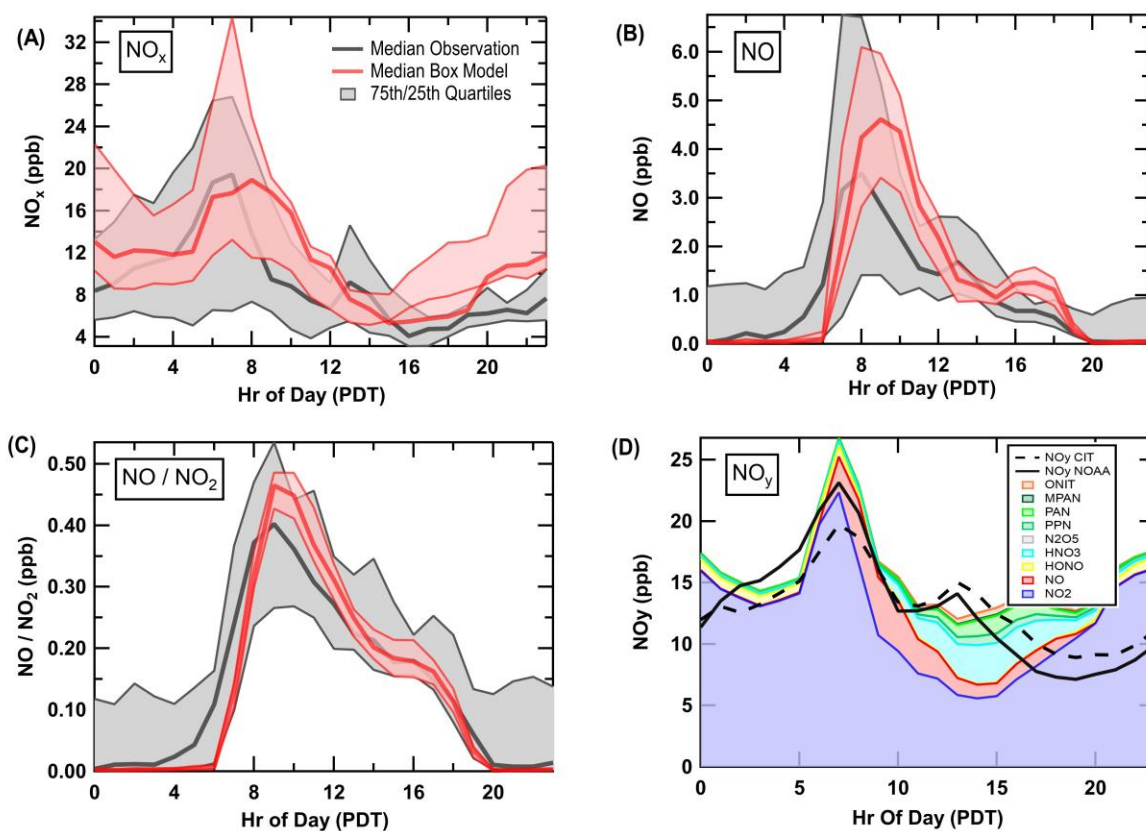 (A)
NOx
Median Observation
Median Box Model
75th/25th Quartiles
NOx (ppb)
32
28
24
20
16
12
8
4
0
4
8
12
16
20
Hr of Day (PDT)
(B)
NO
NO (ppb)
6.0
5.0
4.0
3.0
2.0
1.0
0.0
0
4
8
12
16
20
Hr of Day (PDT)
(C)
NO / NO2
NO / NO2 (ppb)
0.50
0.40
0.30
0.20
0.10
0.00
0
4
8
12
16
20
Hr Of Day (PDT)
(D)
NOy
NOy CIT
NOy NOAA
ONIT
MPAN
PAN
PPN
N2O5
HNO3
HONO
NO
NO2
NOy (ppb)
25
20
15
10
5
0
0
5
10
15
20
Hr Of Day (PDT)